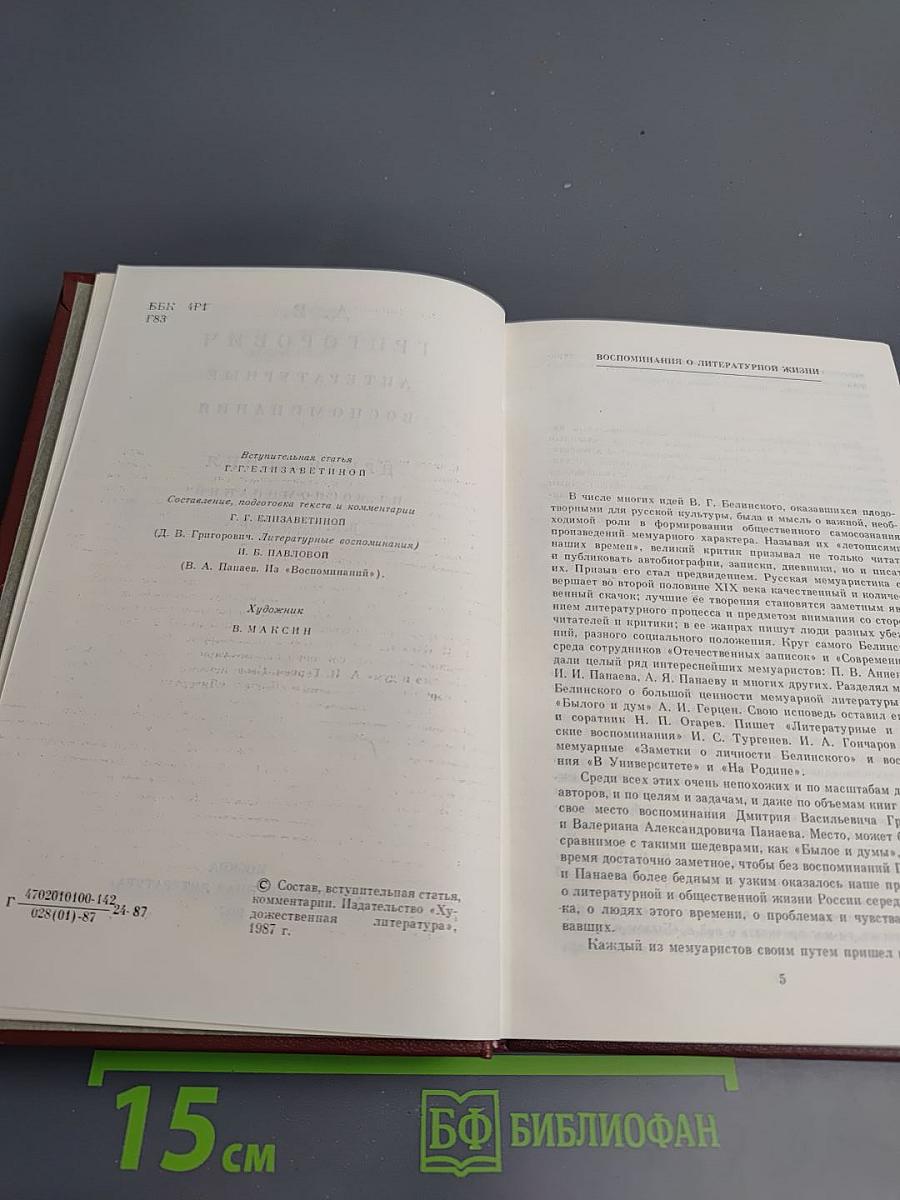 ББК 4Р1
Г83
Вступительная статья
Г. Г. ЕЛИЗАВЕТИНОЙ
Составление, подготовка текста и комментарии
Г. Г. ЕЛИЗАВЕТИНОЙ
(Д. В. Григорович. Литературные воспоминания)
И. Б. ПАВЛОВОЙ
(В. А. Панаев. Из «Воспоминаний»).
Художник
В. МАКСИН
Г 4702010100-142
028(01)-87 24-87
© Состав, вступительная статья,
комментарии. Издательство «Ху-
дожественная литература»,
1987 г.
ВОСПОМИНАНИЯ О ЛИТЕРАТУРНОЙ ЖИЗНИ
В числе многих идей В. Г. Белинского, оказавшихся плодо-
творными для русской культуры, была и мысль о важной, необ-
ходимой роли в формировании общественного самосознания
произведений мемуарного характера. Называя их «летописями
наших времен», великий критик призывал не только читат
и публиковать автобиографии, записки, дневники, но и писат
их. Призыв его стал предвидением. Русская мемуаристика с
вершает во второй половине XIX века качественный и количе
венный скачок; лучшие ее творения становятся заметным яв
нием литературного процесса и предметом внимания со сторо
читателей и критики; в ее жанрах пишут люди разных убеж
ний, разного социального положения. Круг самого Белинс
среда сотрудников «Отечественных записок» и «Современн
дали целый ряд интереснейших мемуаристов: П. В. Аннен
И. И. Панаева, А. Я. Панаеву и многих других. Разделял м
Белинского о большой ценности мемуарной литературы
«Былого и дум» А. И. Герцен. Свою исповедь оставил ег
и соратник Н. П. Огарев. Пишет «Литературные и
ские воспоминания» И. С. Тургенев. И. А. Гончаров
мемуарные «Заметки о личности Белинского» и вос
ния «В Университете» и «На Родине».
Среди всех этих очень непохожих и по масштабам д
авторов, и по целям и задачам, и даже по объемам книг
свое место воспоминания Дмитрия Васильевича Гр
и Валериана Александровича Панаева. Место, может б
сравнимое с такими шедеврами, как «Былое и думы»,
время достаточно заметное, чтобы без воспоминаний Г
и Панаева более бедным и узким оказалось наше пр
о литературной и общественной жизни России серед
ка, о людях этого времени, о проблемах и чувства
вавших.
Каждый из мемуаристов своим путем пришел
5
15 см
БФ БИБЛИОФАН